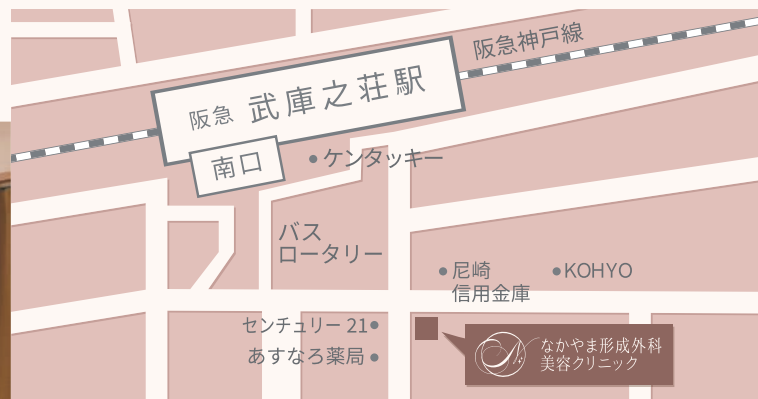 阪急神戸線
阪急 武庫之荘駅
南口
ケンタッキー
バス
ロータリー
尼崎
信用金庫
KOHYO
センチュリー 21
あすなろ薬局
なかやま形成外科
美容クリニック